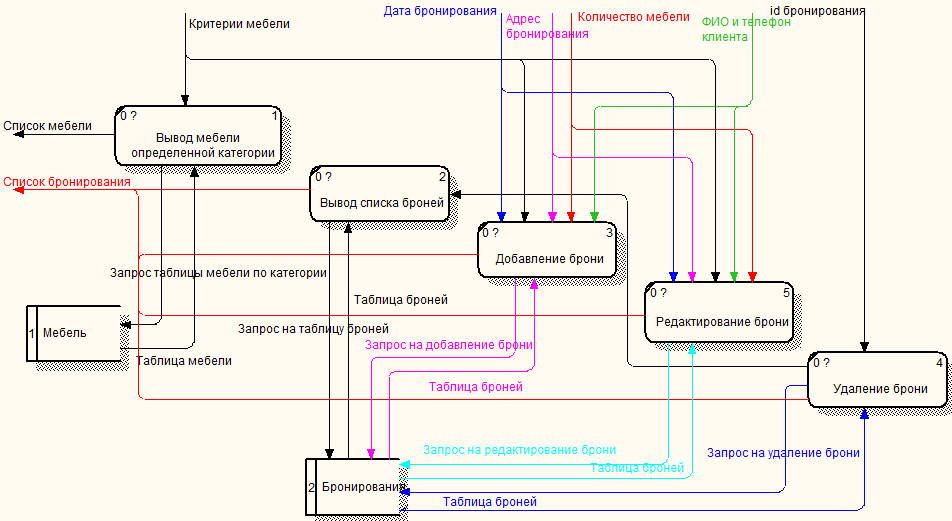 Дата бронирования
Критерии мебели
Адрес
бронирования
Количество мебели
ФИО и телефон
клиента
id бронирования
0 ?
1
Вывод мебели
определенной категории
Список мебели
Список бронирования
0 ?
2
Вывод списка броней
0 ?
3
Добавление брони
Запрос таблицы мебели по категории
0 ?
5
Редактирование брони
Таблица броней
Запрос на таблицу броней
1
Мебель
Таблица мебели
Запрос на добавление брони
Таблица броней
0 ?
4
Удаление брони
Запрос на редактирование брони
Таблица броней
Запрос на удаление брони
2
Бронирования
Таблица броней